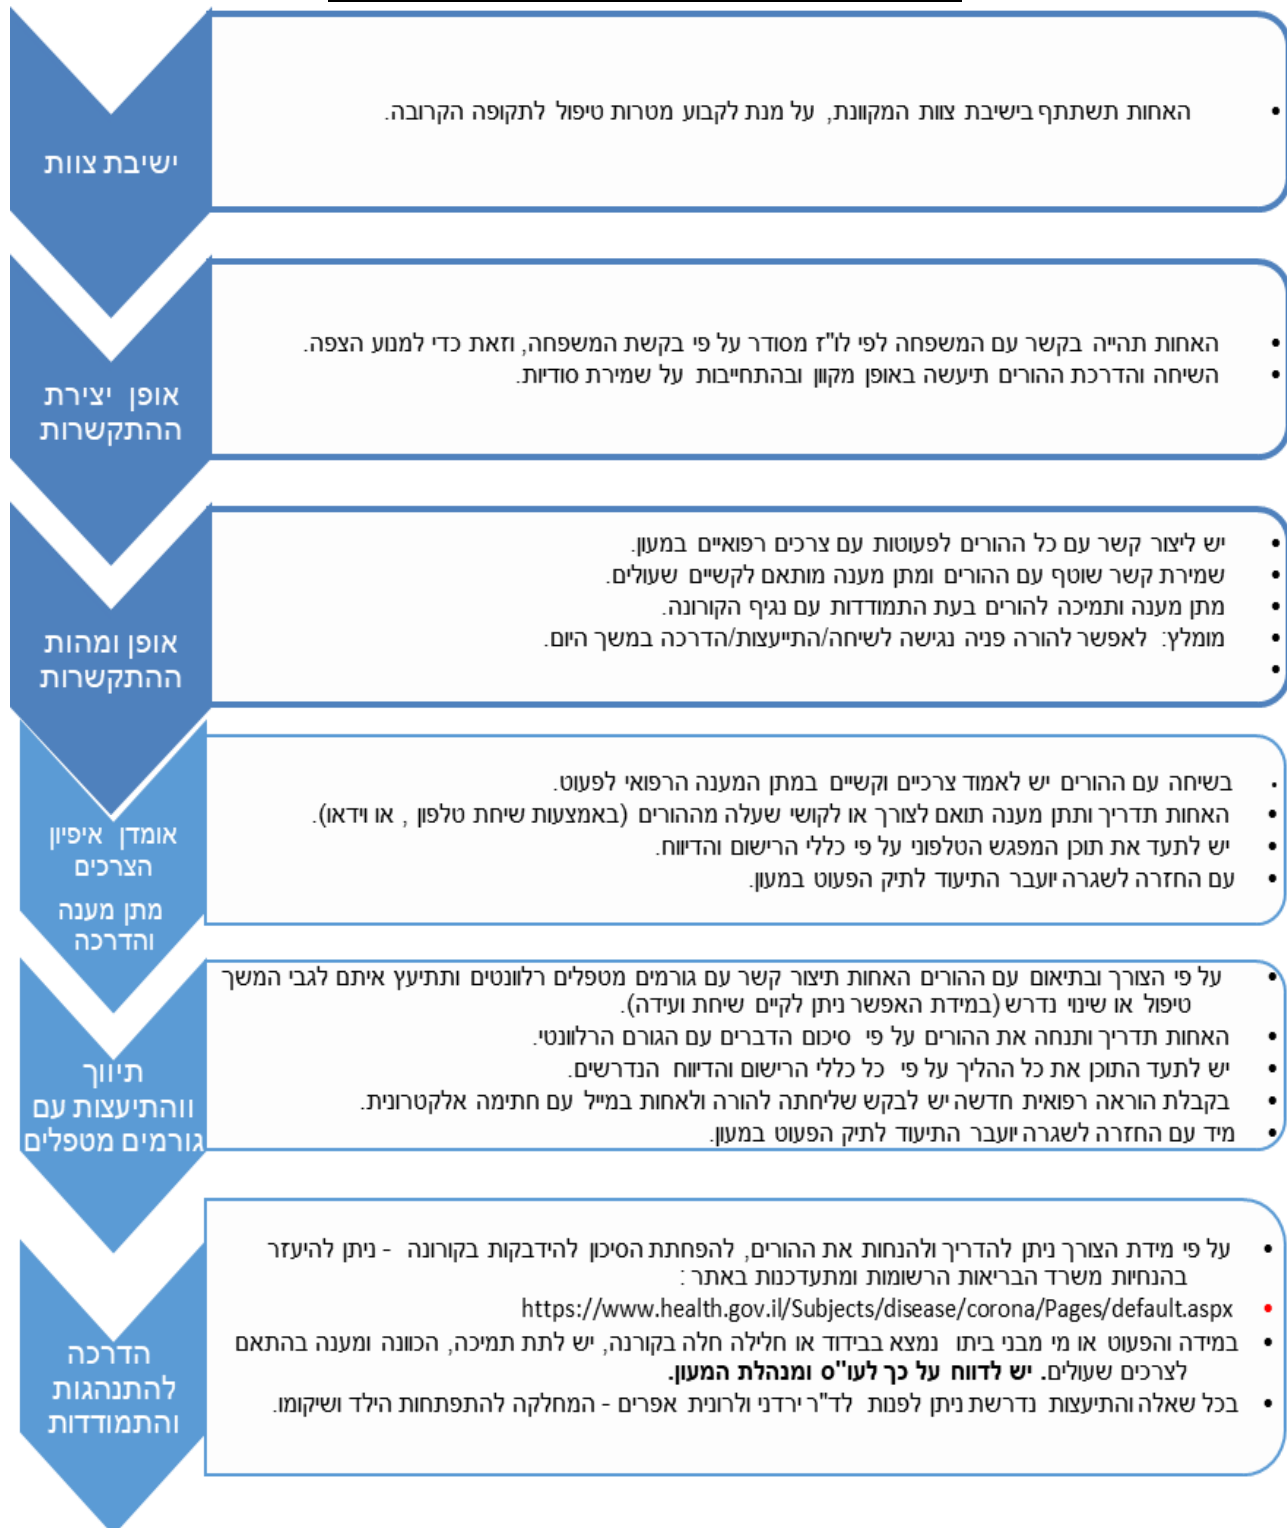 ישיבת צוות
האחות תשתתף בישיבת צוות המקוונת, על מנת לקבוע מטרות טיפול לתקופה הקרובה.
אופן יצירת
ההתקשרות
האחות תהייה בקשר עם המשפחה לפי לו"ז מסודר על פי בקשת המשפחה, וזאת כדי למנוע הצפה.
השיחה והדרכת ההורים תיעשה באופן מקוון ובהתחייבות על שמירת סודיות.
אופן ומהות
ההתקשרות
יש ליצור קשר עם כל ההורים לפעוטות עם צרכים רפואיים במעון.
שמירת קשר שוטף עם ההורים ומתן מענה מותאם לקשיים שעולים.
מתן מענה ותמיכה להורים בעת התמודדות עם נגיף הקורונה.
מומלץ: לאפשר להורה פניה נגישה לשיחה/התייעצות/הדרכה במשך היום.
אומדן איפיון
הצרכים
מתן מענה
והדרכה
בשיחה עם ההורים יש לאמוד צרכיים וקשיים במתן המענה הרפואי לפעוט.
האחות תדריך ותתן מענה תואם לצורך או לקושי שעלה מההורים (באמצעות שיחת טלפון , או וידאו).
יש לתעד את תוכן המפגש הטלפוני על פי כללי הרישום והדיווח.
עם החזרה לשגרה יועבר התיעוד לתיק הפעוט במעון.
תיווך
ווהתיעצות עם
גורמים מטפלים
על פי הצורך ובתיאום עם ההורים האחות תיצור קשר עם גורמים מטפלים רלוונטים ותתיעץ איתם לגבי המשך
טיפול או שינוי נדרש (במידת האפשר ניתן לקיים שיחת ועידה).
האחות תדריך ותנחה את ההורים על פי סיכום הדברים עם הגורם הרלוונטי.
יש לתעד התוכן את כל ההליך על פי כל כללי הרישום והדיווח הנדרשים.
בקבלת הוראה רפואית חדשה יש לבקש שליחתה להורה ולאחות במייל עם חתימה אלקטרונית.
מיד עם החזרה לשגרה יועבר התיעוד לתיק הפעוט במעון.
הדרכה
להתנהגות
והתמודדות
על פי מידת הצורך ניתן להדריך ולהנחות את ההורים, להפחתת הסיכון להידבקות בקורונה - ניתן להיעזר
בהנחיות משרד הבריאות הרשומות ומתעדכנות באתר :
https://www.health.gov.il/Subjects/disease/corona/Pages/default.aspx
במידה והפעוט או מי מבני ביתו נמצא בבידוד או חלילה חלה בקורנה, יש לתת תמיכה, הכוונה ומענה בהתאם
לצרכים שעולים. יש לדווח על כך לעו"ס ומנהלת המעון.
בכל שאלה והתיעצות נדרשת ניתן לפנות לד"ר ירדני ולרונית אפרים - המחלקה להתפתחות הילד ושיקומו.